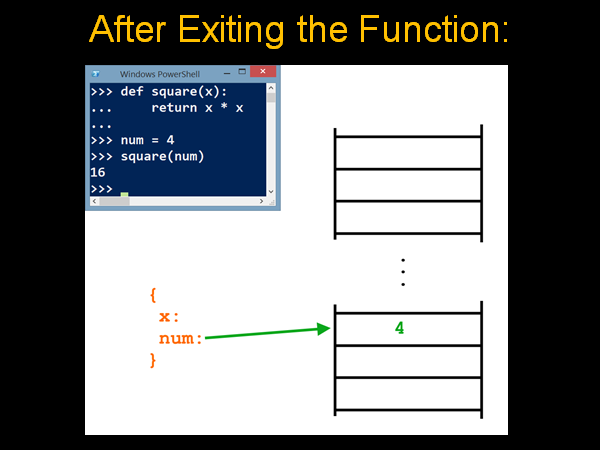 After Exiting the Function:
Windows PowerShell
>>> def square(x):
...     return x * x
...
>>> num = 4
>>> square(num)
16
>>>
{
x:
num:
}
4